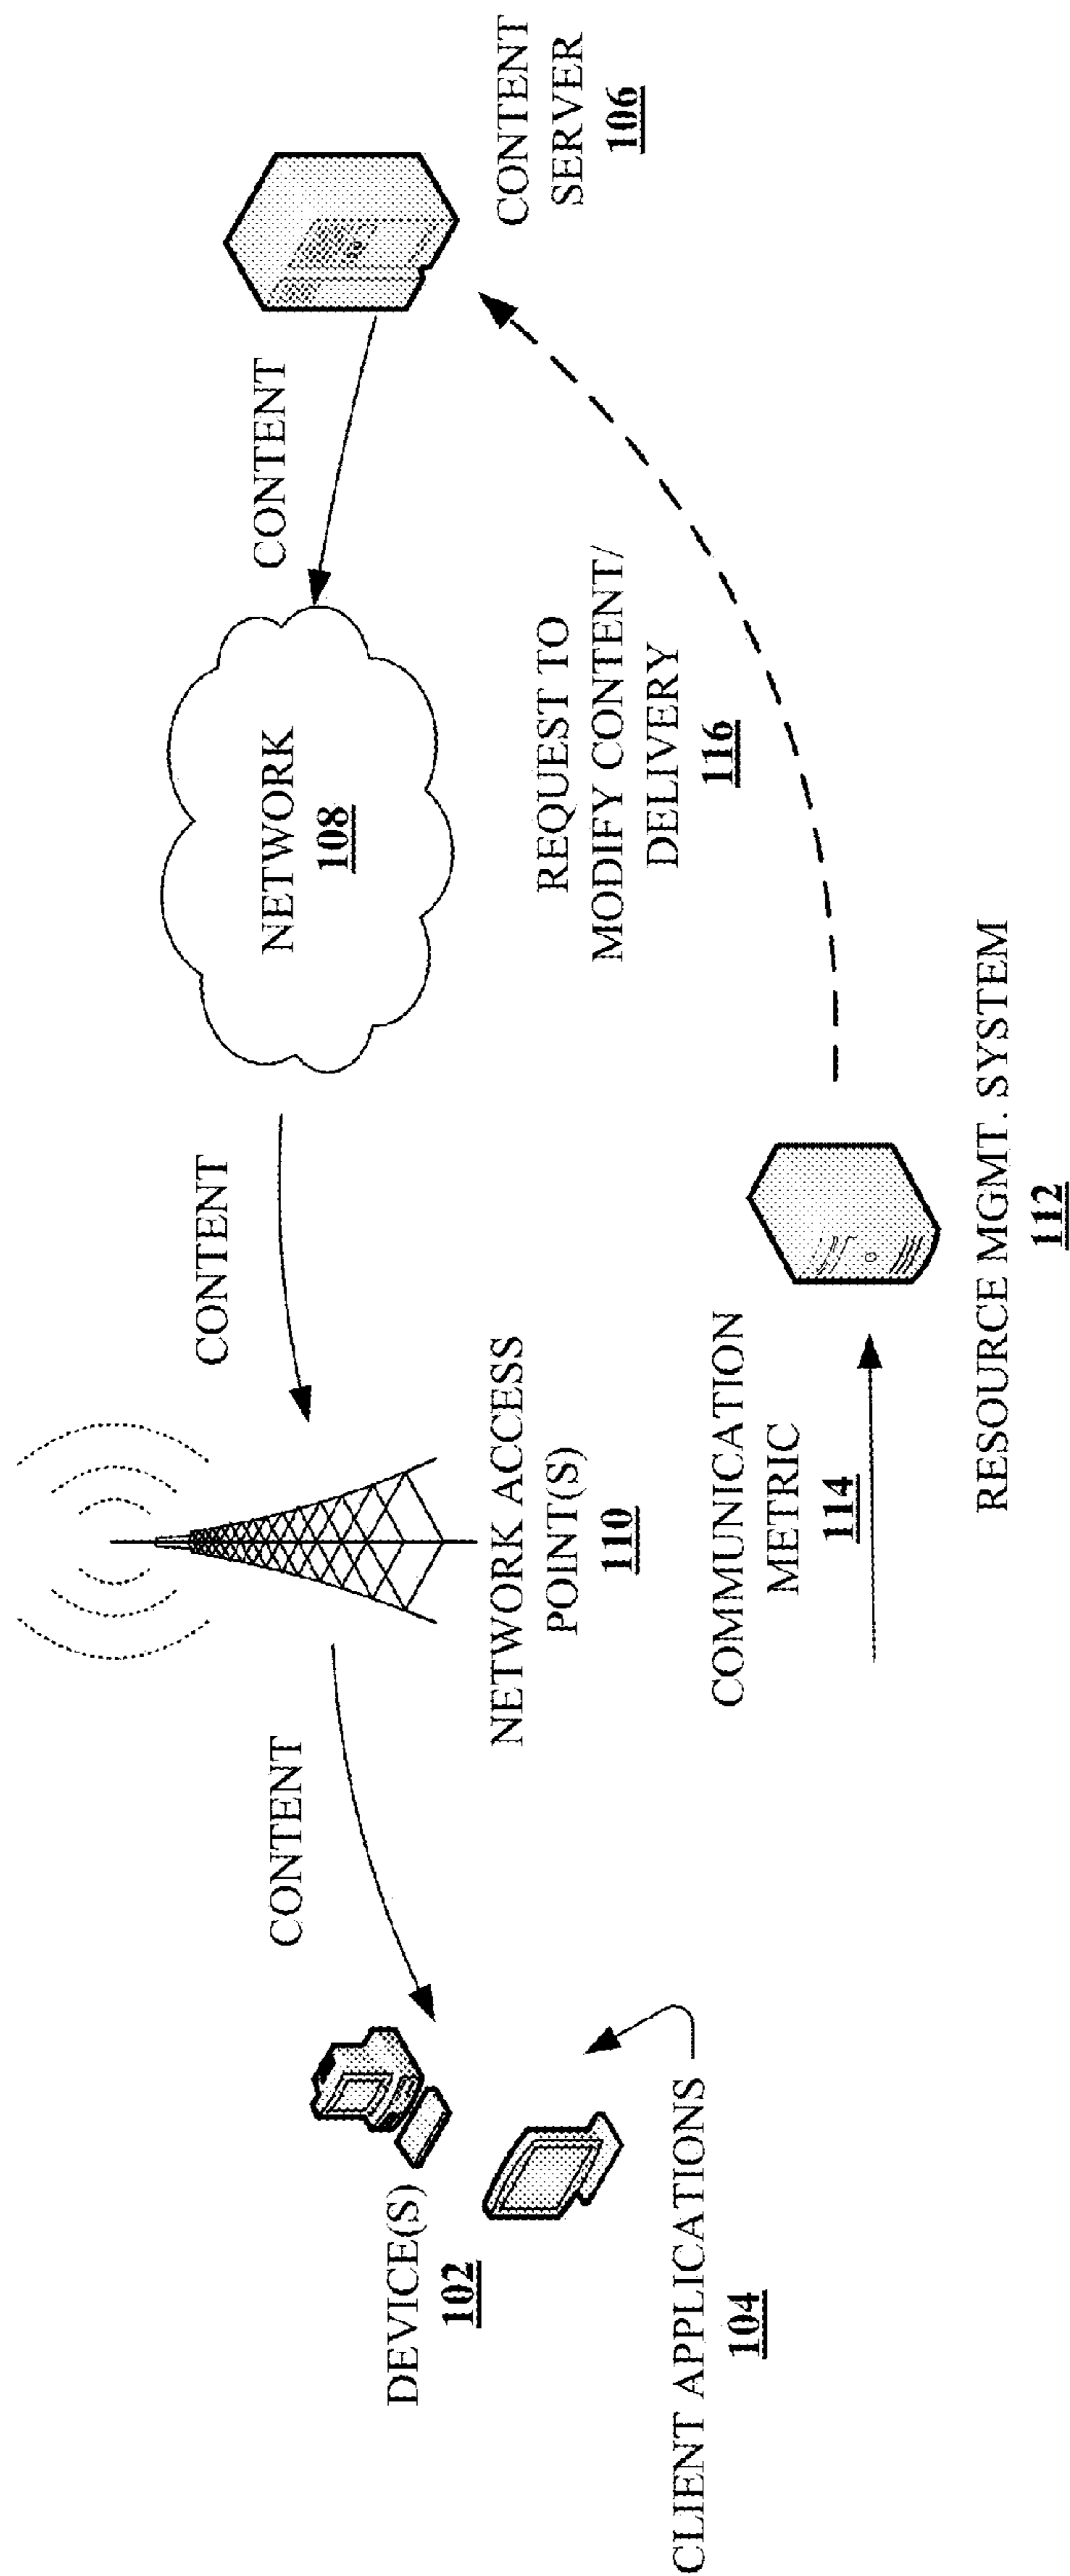 CONTENT
SERVER
106
CONTENT
NETWORK
108
REQUEST TO
MODIFY CONTENT/
DELIVERY
116
CONTENT
NETWORK ACCESS
POINT(S)
110
COMMUNICATION
METRIC
114
RESOURCE MGMT. SYSTEM
112
CONTENT
DEVICE(S)
102
CLIENT APPLICATIONS
104